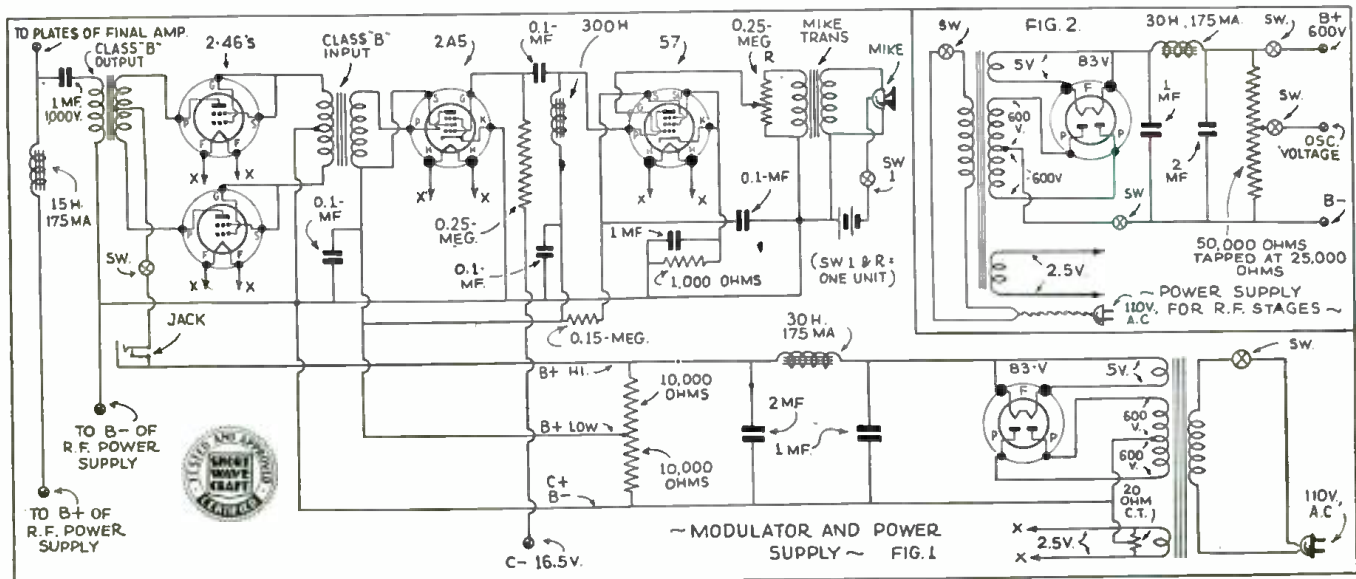 TO PLATES OF FINAL AMP.
CLASS "B"
OUTPUT
2-46'S
CLASS "B"
INPUT
2A5
0.1-
MF
300 H
57
0.25-
MEG.
R
MIKE
TRANS
MIKE
1 MF.
1,000V.
G
P
S
F
F
X
X
G
P
S
F
F
X
X
15 H.
175 MA
SW.
JACK
0.1-
MF
S
G
P
K
H
H
X
X
0.25-
MEG.
0.1-
MF.
S
SU
G
P
K
H
H
X
X
0.1-MF
1 MF
1,000 OHMS
SW
1
(SW 1 & R =
ONE UNIT)
0.15-MEG.
TO B- OF
R.F. POWER
SUPPLY
TO B+ OF
R.F. POWER
SUPPLY
TESTED AND APPROVED
SHORT
WAVE
CRAFT
CERTIFIED
B+ HI.
B+ LOW
C+
B-
10,000
OHMS
10,000
OHMS
C- 16.5V.
30 H.
175 MA
2 MF
1 MF.
83-V
F
P
P
5V.
600
V.
600
V.
20
OHM
C.T.)
2.5V.
X
X
SW.
110V,
A.C
~ MODULATOR AND POWER
SUPPLY ~ FIG.1
FIG. 2.
SW
5V
83V
F
P
P
600
V.
600V
2.5V
30 H, 175 MA.
1
MF
2
MF
SW.
B+
600V
SW.
OSC.
VOLTAGE
SW
B-
50,000 OHMS
TAPPED AT 25,000
OHMS
~ POWER SUPPLY
FOR R.F. STAGES ~
110V.
A.C